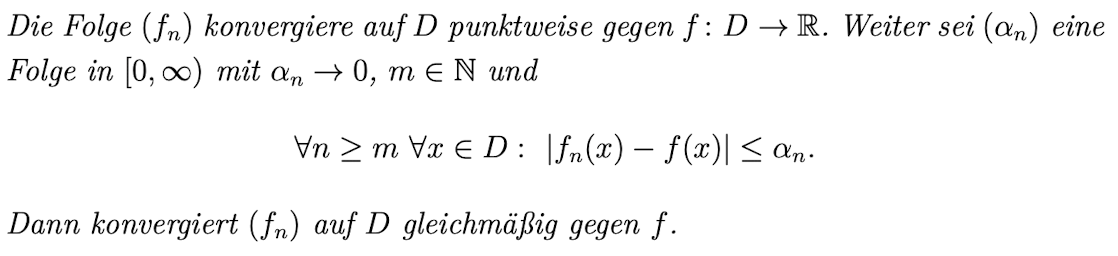 Die Folge (fₙ) konvergiere auf D punktweise gegen f : D → ℝ. Weiter sei (αₙ) eine
Folge in [0, ∞) mit αₙ → 0, m ∈ ℕ und
∀n ≥ m ∀x ∈ D : |fₙ(x) − f(x)| ≤ αₙ.
Dann konvergiert (fₙ) auf D gleichmäßig gegen f.